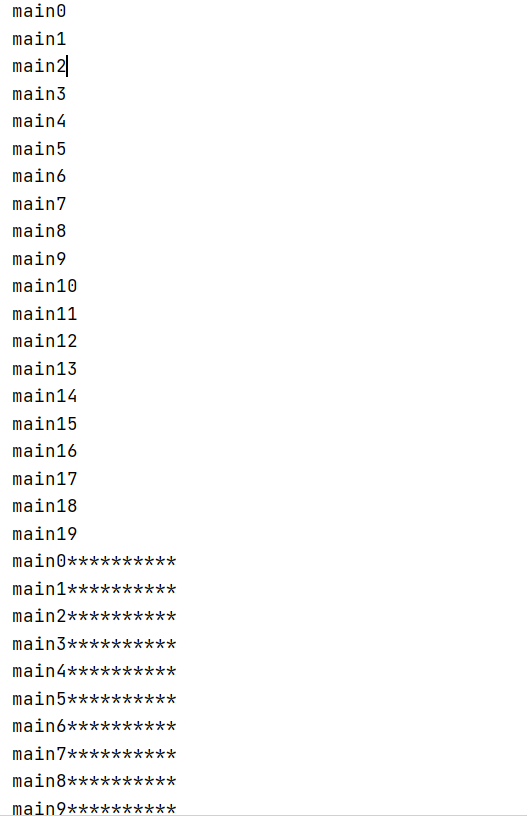 main0
main1
main2
main3
main4
main5
main6
main7
main8
main9
main10
main11
main12
main13
main14
main15
main16
main17
main18
main19
main0**********
main1**********
main2**********
main3**********
main4**********
main5**********
main6**********
main7**********
main8**********
main9**********